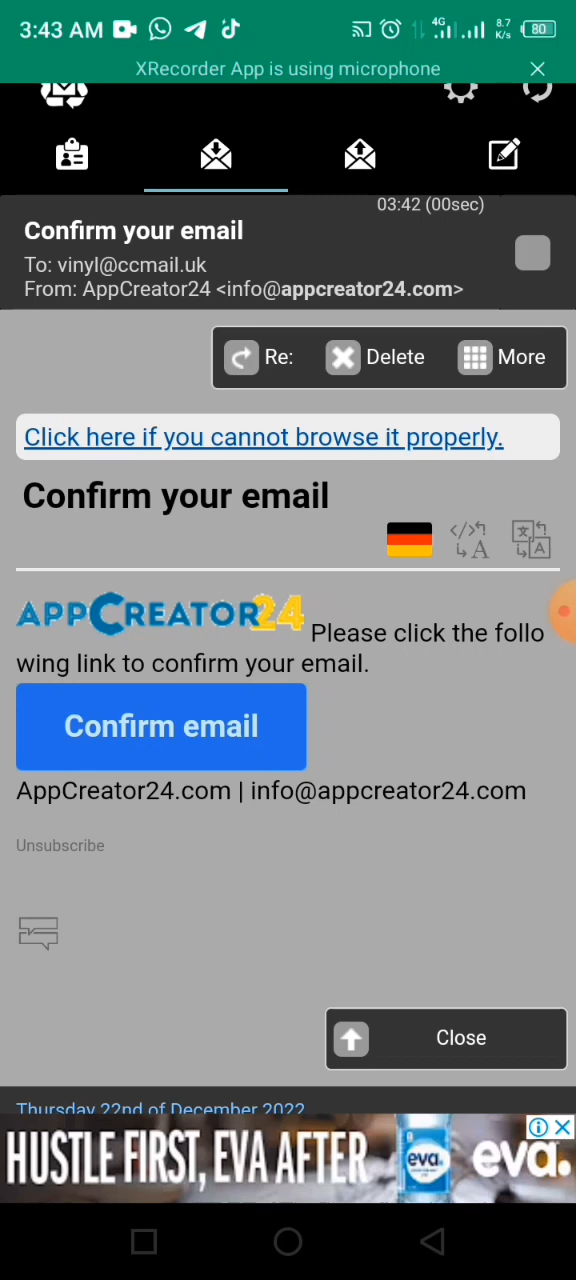 3:43 AM 4G 8.7 K/s 80
XRecorder App is using microphone
03:42 (00sec)
Confirm your email
To: vinyl@ccmail.uk
From: AppCreator24 <info@appcreator24.com>
Re: Delete More
Click here if you cannot browse it properly.
Confirm your email
APPCREATOR24 Please click the follo
wing link to confirm your email.
Confirm email
AppCreator24.com | info@appcreator24.com
Unsubscribe
Close
Thursday 22nd of December 2022
HUSTLE FIRST, EVA AFTER eva. eva.